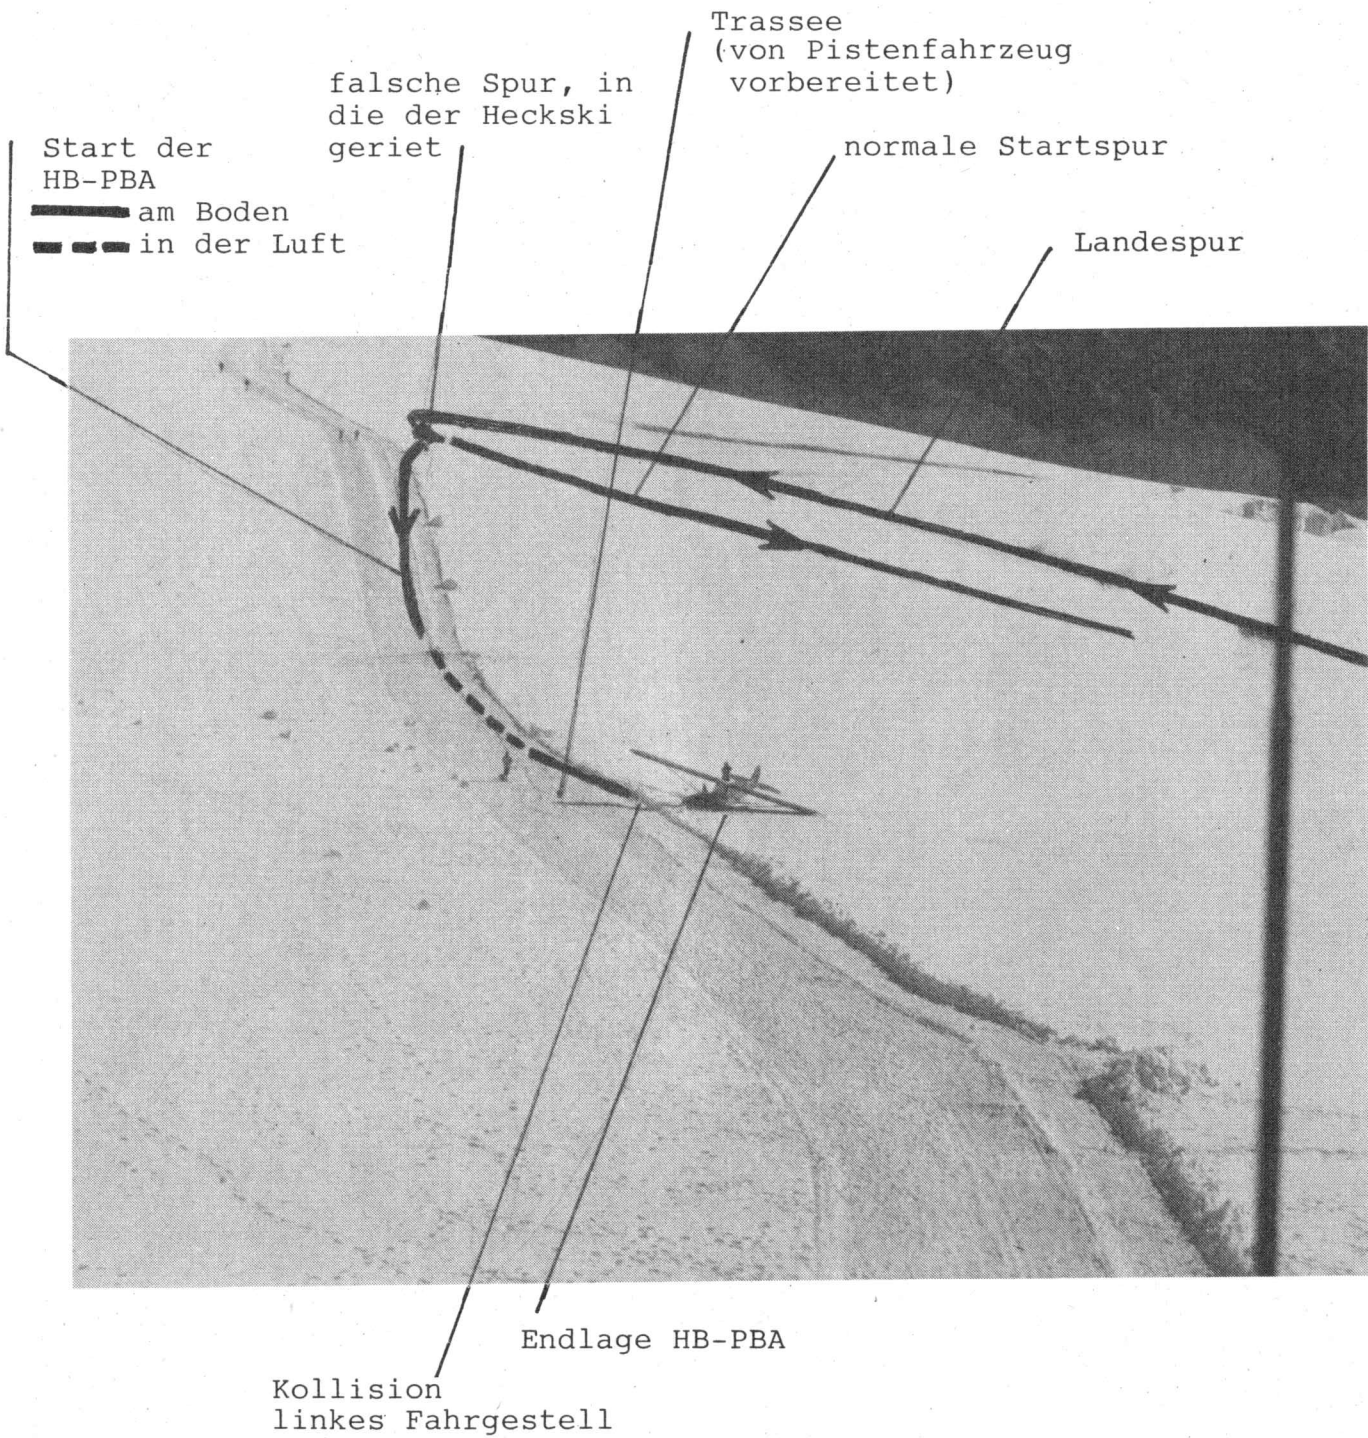 Trassee
(von Pistenfahrzeug
vorbereitet)
falsche Spur, in
die der Heckski
geriet
normale Startspur
Start der
HB-PBA
am Boden
in der Luft
Landespur
Endlage HB-PBA
Kollision
linkes Fahrgestell